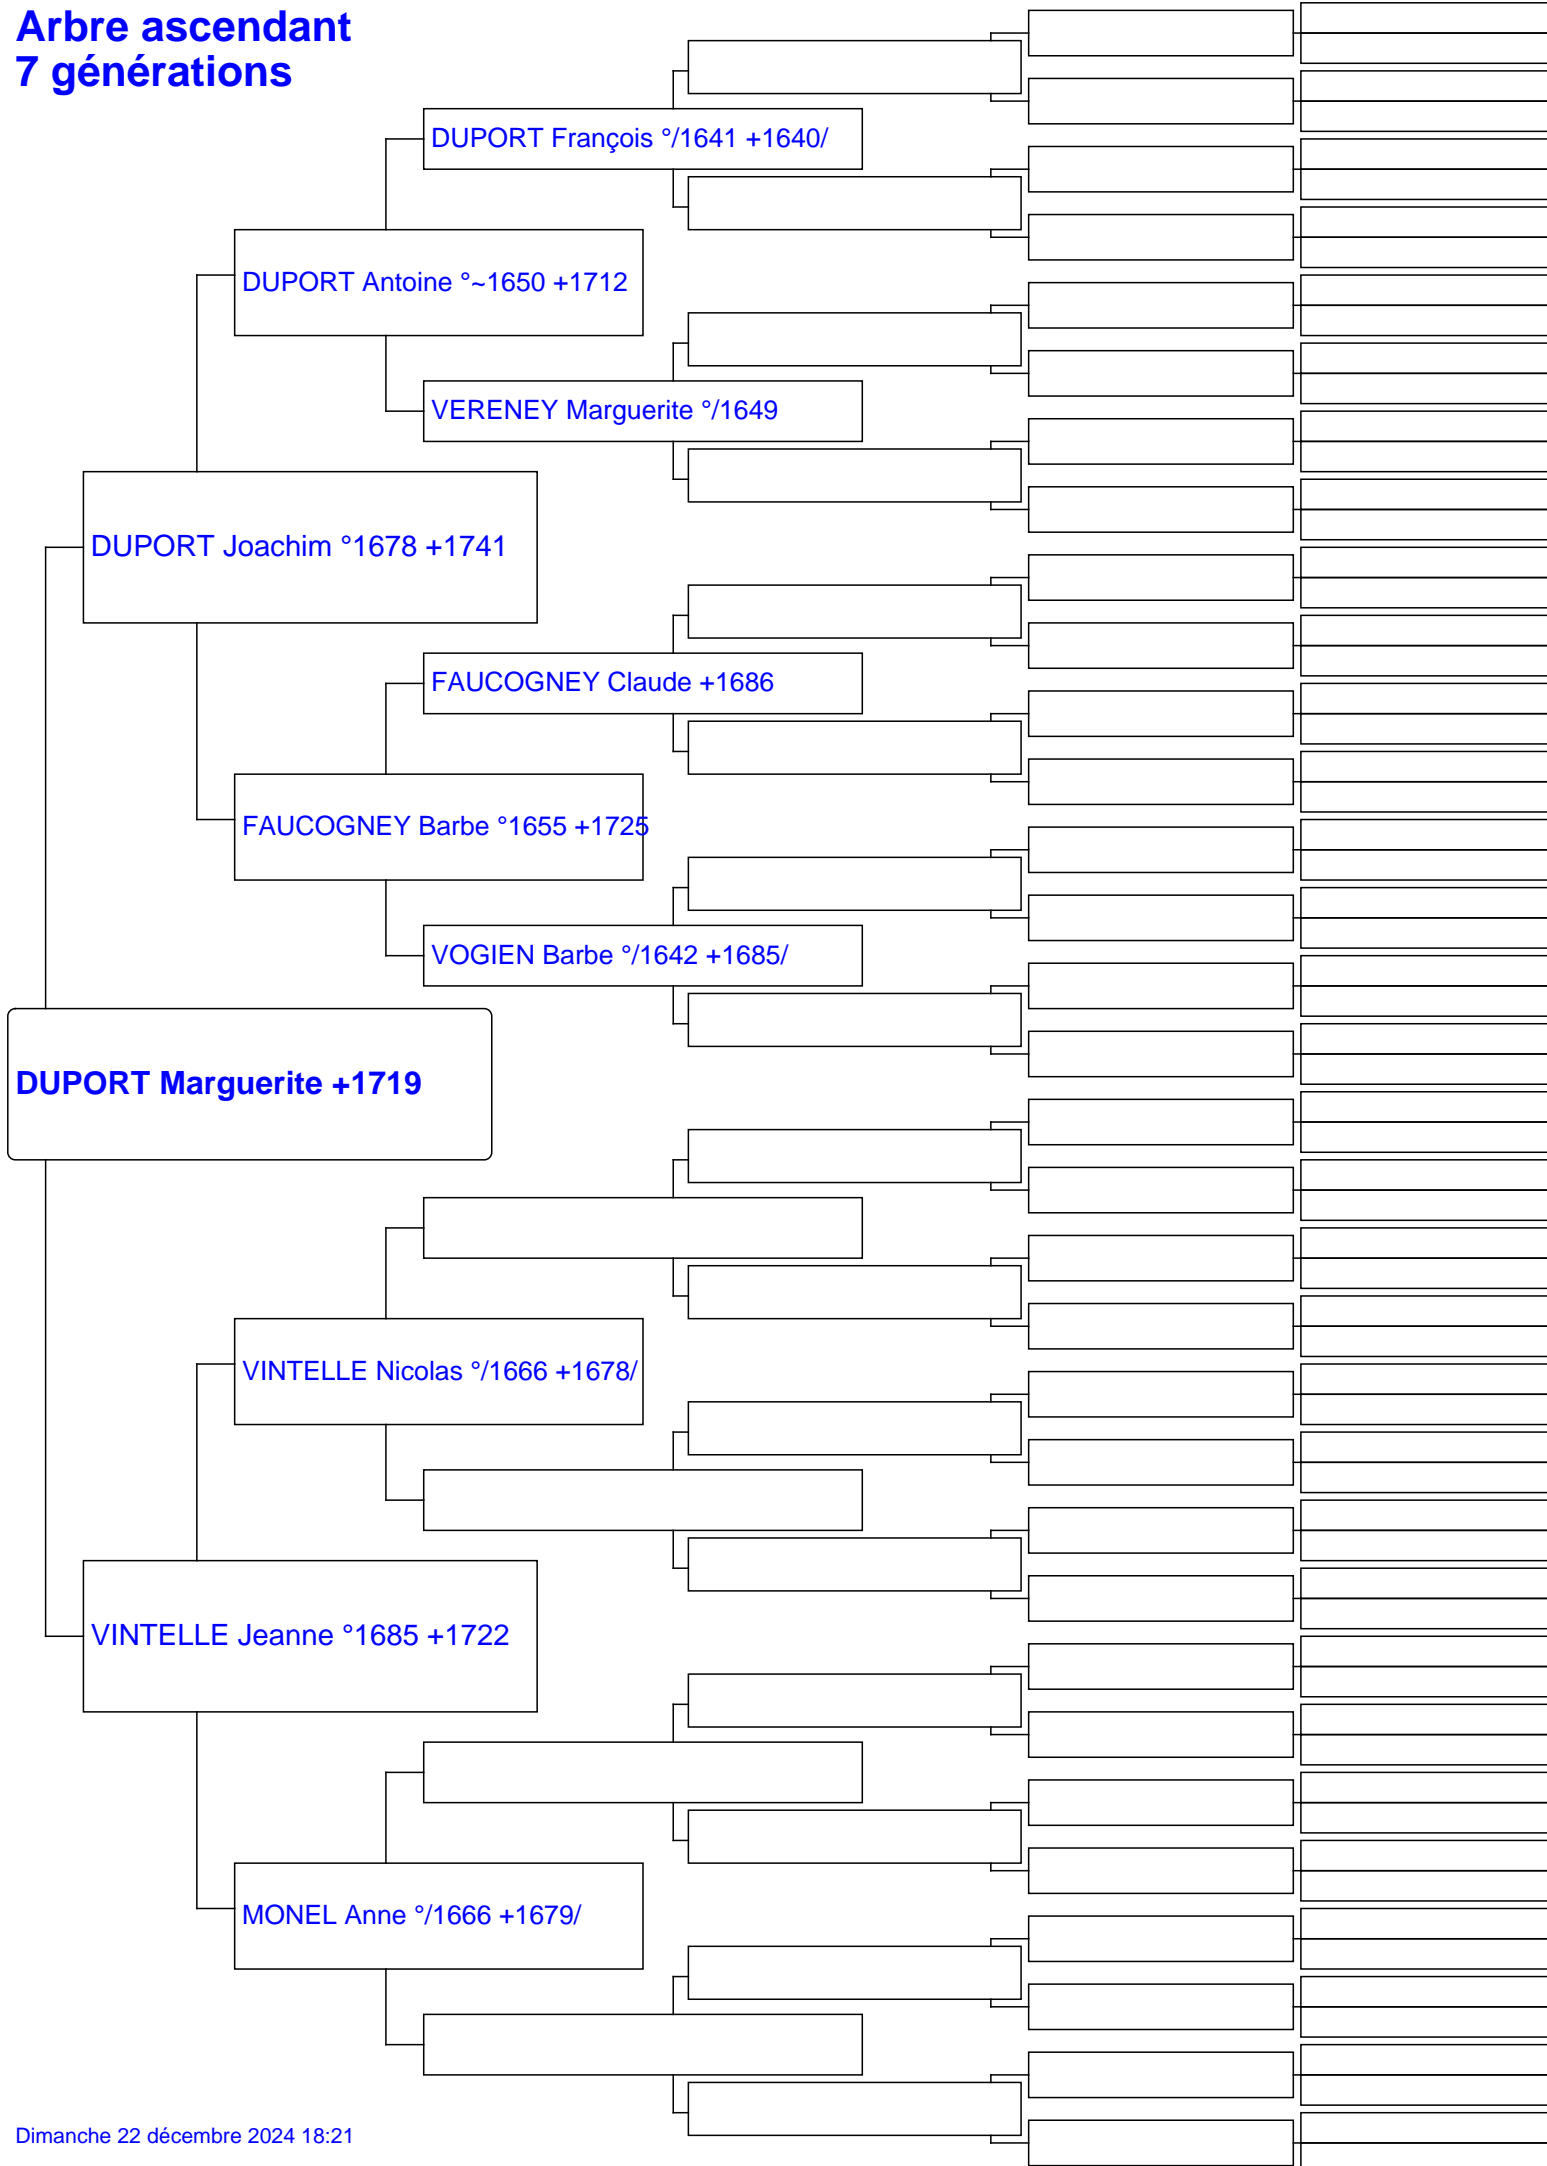 Arbre ascendant
7 générations
DUPORT François °/1641 +1640/
DUPORT Antoine °~1650 +1712
VERENEY Marguerite °/1649
DUPORT Joachim °1678 +1741
FAUCOGNEY Claude +1686
FAUCOGNEY Barbe °1655 +1725
VOGIEN Barbe °/1642 +1685/
DUPORT Marguerite +1719
VINTELLE Nicolas °/1666 +1678/
VINTELLE Jeanne °1685 +1722
MONEL Anne °/1666 +1679/
Dimanche 22 décembre 2024 18:21